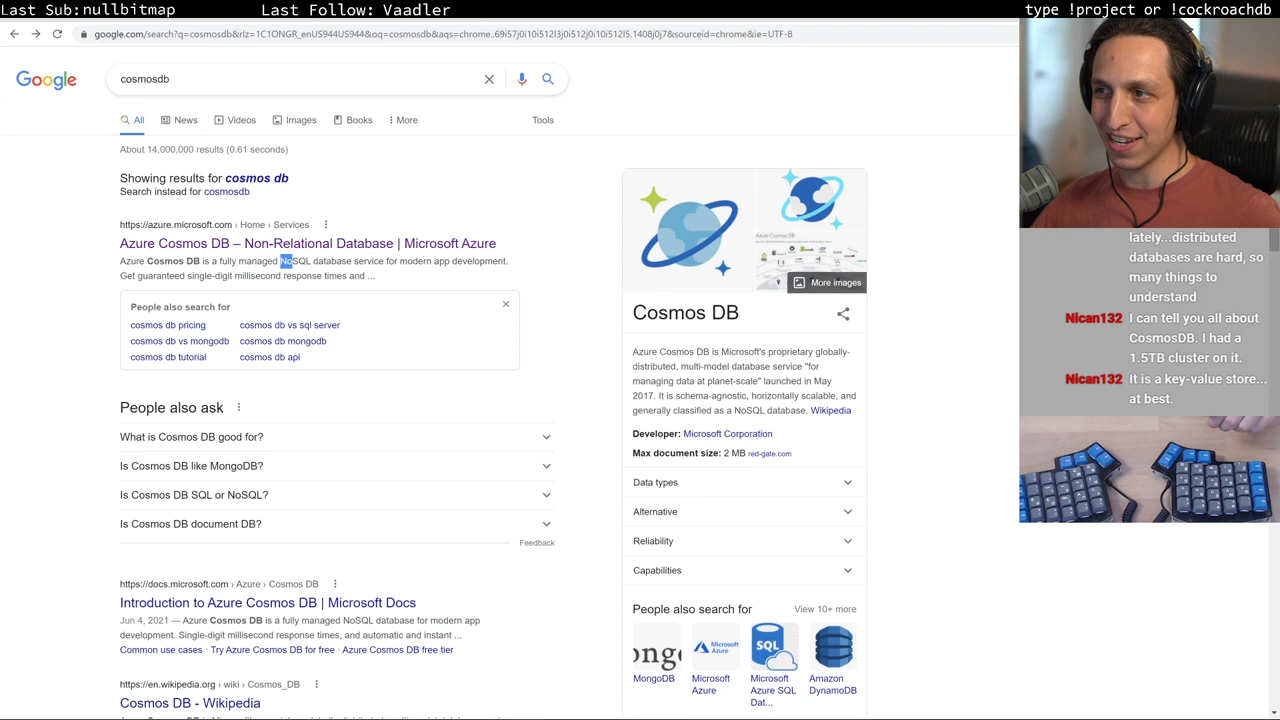 Last Sub:nullbitmap
Last Follow: Vaadler
type !project or !cockroachdb
google.com/search?q=cosmosdb&rlz=1C1ONGR_enUS944US944&oq=cosmosdb&aqs=chrome..69i57j0i10i512l3j0i512j0i10i512l5.1408j0j7&sourceid=chrome&ie=UTF-8
Google
cosmosdb
All
News
Videos
Images
Books
More
Tools
About 14,000,000 results (0.61 seconds)
Showing results for cosmos db
Search instead for cosmosdb
https://azure.microsoft.com › Home › Services
Azure Cosmos DB – Non-Relational Database | Microsoft Azure
Azure Cosmos DB is a fully managed NoSQL database service for modern app development.
Get guaranteed single-digit millisecond response times and ...
People also search for
cosmos db pricing
cosmos db vs sql server
cosmos db vs mongodb
cosmos db mongodb
cosmos db tutorial
cosmos db api
People also ask
What is Cosmos DB good for?
Is Cosmos DB like MongoDB?
Is Cosmos DB SQL or NoSQL?
Is Cosmos DB document DB?
Feedback
https://docs.microsoft.com › Azure › Cosmos DB
Introduction to Azure Cosmos DB | Microsoft Docs
Jun 4, 2021 — Azure Cosmos DB is a fully managed NoSQL database for modern app
development. Single-digit millisecond response times, and automatic and instant ...
Common use cases · Try Azure Cosmos DB for free · Azure Cosmos DB free tier
https://en.wikipedia.org › wiki › Cosmos_DB
Cosmos DB - Wikipedia
Azure Cosmos DB
More images
Cosmos DB
Azure Cosmos DB is Microsoft's proprietary globally-
distributed, multi-model database service "for
managing data at planet-scale" launched in May
2017. It is schema-agnostic, horizontally scalable, and
generally classified as a NoSQL database. Wikipedia
Developer: Microsoft Corporation
Max document size: 2 MB red-gate.com
Data types
Alternative
Reliability
Capabilities
People also search for
View 10+ more
ongo
Microsoft
Azure
SQL
MongoDB
Microsoft
Azure
Microsoft
Azure SQL
Dat...
Amazon
DynamoDB
lately...distributed
databases are hard, so
many things to
understand
Nican132 I can tell you all about
CosmosDB. I had a
1.5TB cluster on it.
Nican132 It is a key-value store...
at best.